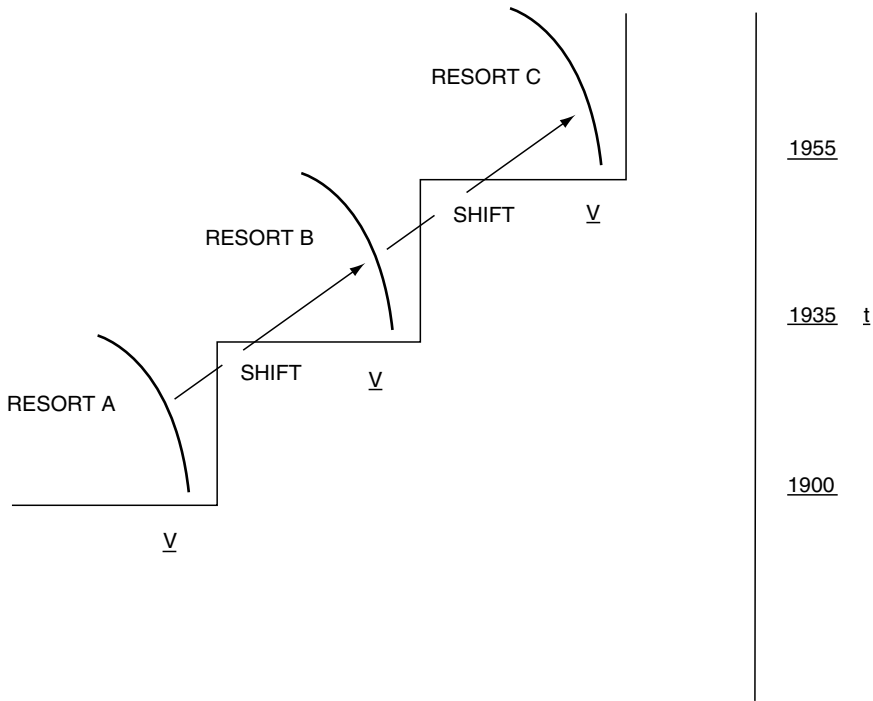 RESORT C
1955
SHIFT
V
RESORT B
1935 t
SHIFT
V
RESORT A
1900
V